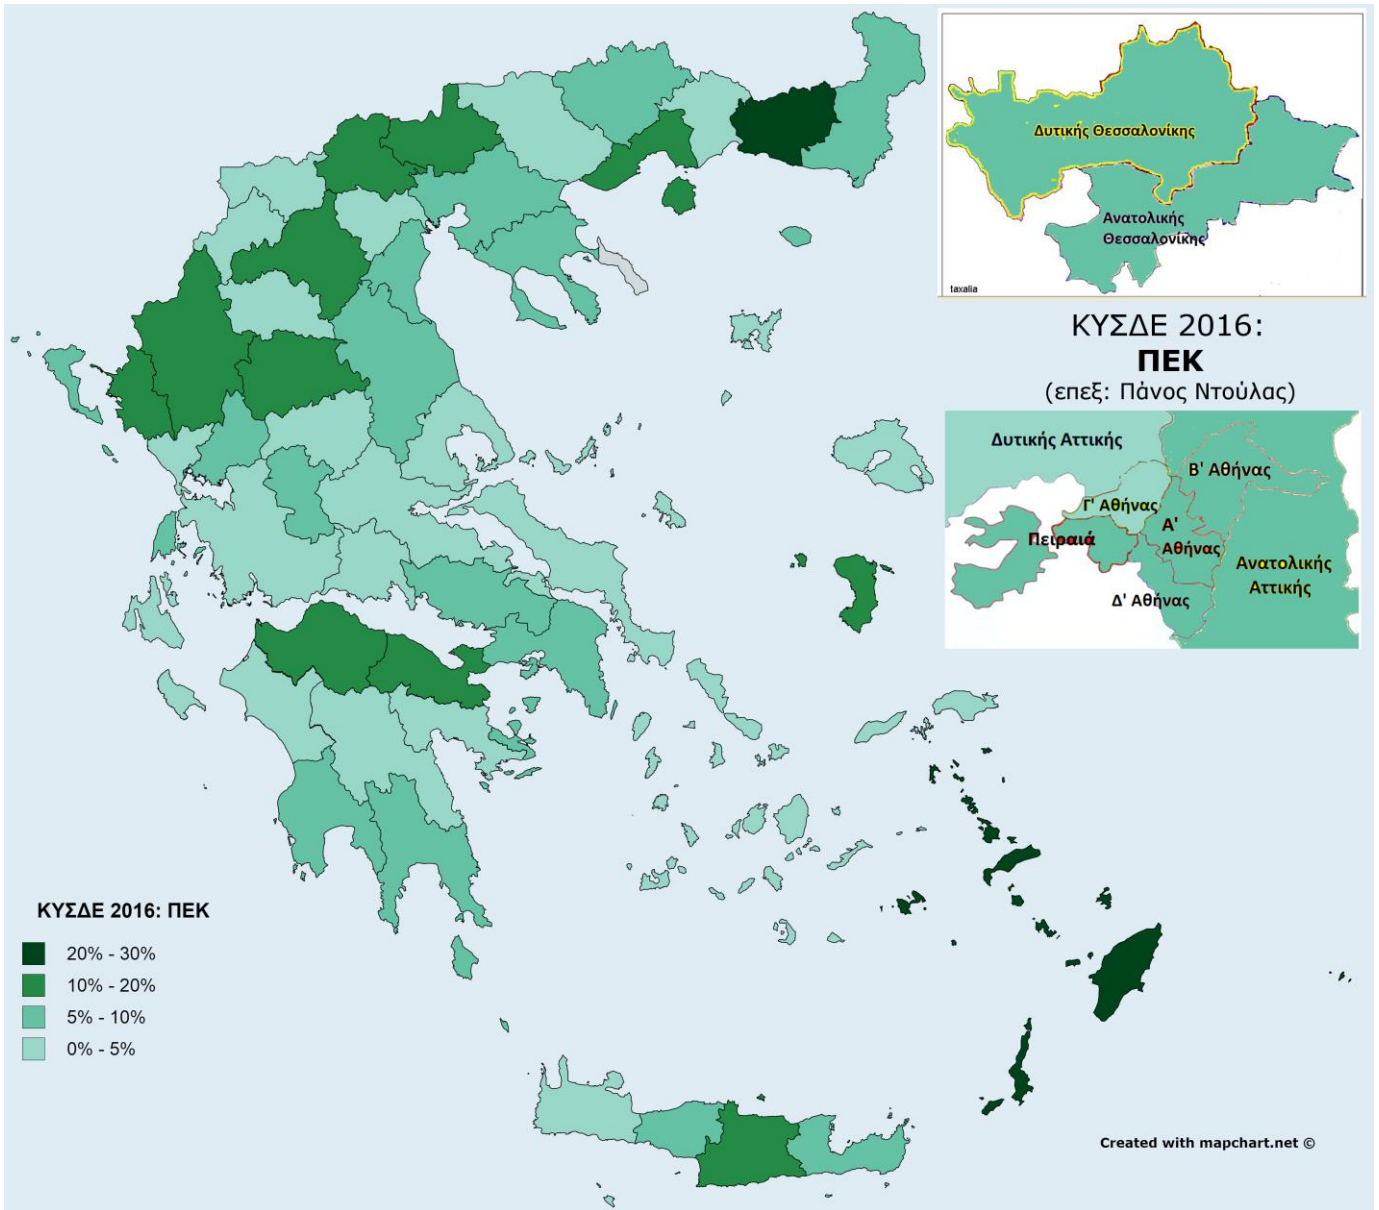 Δυτικής Θεσσαλονίκης
Ανατολικής
Θεσσαλονίκης
taxalia
ΚΥΣΔΕ 2016:
ΠΕΚ
(επεξ: Πάνος Ντούλας)
Δυτικής Αττικής
Β' Αθήνας
Γ' Αθήνας
Α'
Αθήνας
Πειραιά
Ανατολικής
Αττικής
Δ' Αθήνας
ΚΥΣΔΕ 2016: ΠΕΚ
20% - 30%
10% - 20%
5% - 10%
0% - 5%
Created with mapchart.net ©